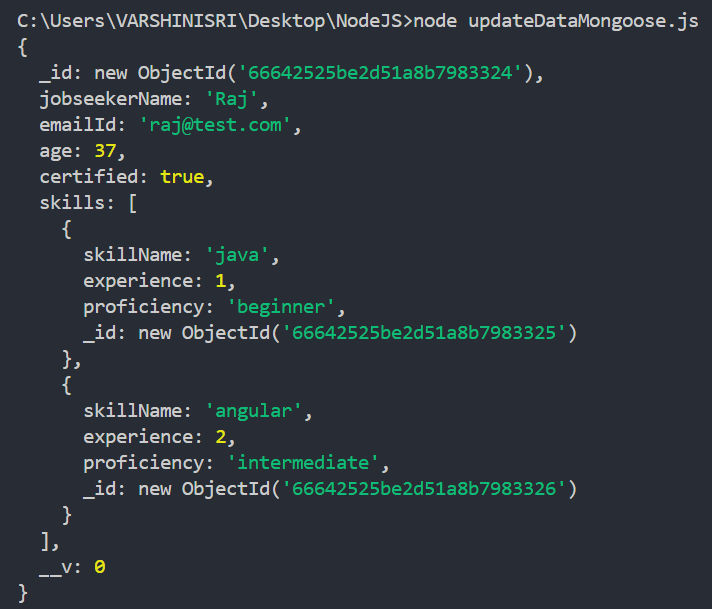 C:\Users\VARSHINISRI\Desktop\NodeJS>node updateDataMongoose.js
{
  _id: new ObjectId('66642525be2d51a8b7983324'),
  jobseekerName: 'Raj',
  emailId: 'raj@test.com',
  age: 37,
  certified: true,
  skills: [
    {
      skillName: 'java',
      experience: 1,
      proficiency: 'beginner',
      _id: new ObjectId('66642525be2d51a8b7983325')
    },
    {
      skillName: 'angular',
      experience: 2,
      proficiency: 'intermediate',
      _id: new ObjectId('66642525be2d51a8b7983326')
    }
  ],
  __v: 0
}